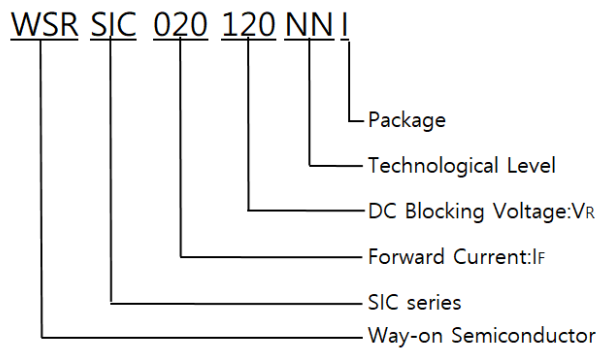 WSR SIC 020 120 NN I
Package
Technological Level
DC Blocking Voltage:VR
Forward Current:IF
SIC series
Way-on Semiconductor